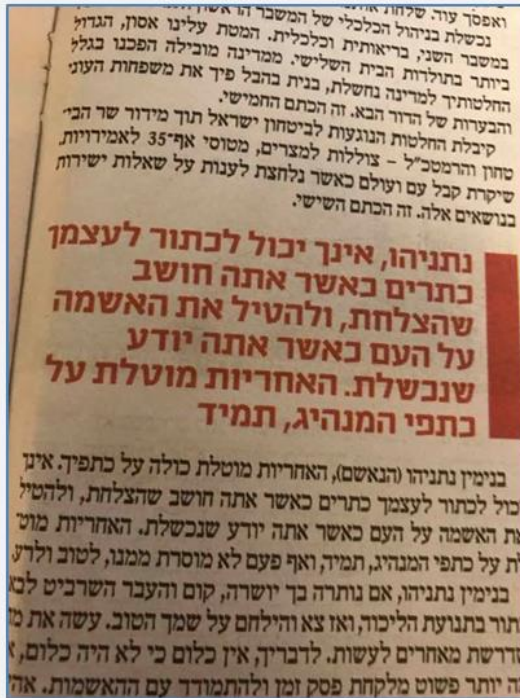 ואפסך עוד. שלחת
נכשלת בניהול הכלכלי של המשבר הראשון
במשבר השני, בריאותית וכלכלית. המטת עלינו אסון, הגדול
ביותר בתולדות הבית השלישי. ממדינה מובילה הפכנו בגלל
החלטותיך למדינה נחשלת, בנית בהבל פיך את משפחות העוני
והבערות של הדור הבא. זה הכתם החמישי.
קיבלת החלטות הנוגעות לביטחון ישראל תוך מידור שר הבי־
טחון והרמטכ"ל – צוללות למצרים, מטוסי אף־35 לאמירויות.
שיקרת קבל עם ועולם כאשר נלחצת לענות על שאלות ישירות
בנושאים אלה. זה הכתם השישי.
נתניהו, אינך יכול לכתור לעצמך
כתרים כאשר אתה חושב
שהצלחת, ולהטיל את האשמה
על העם כאשר אתה יודע
שנכשלת. האחריות מוטלת על
כתפי המנהיג, תמיד
בנימין נתניהו (הנאשם), האחריות מוטלת כולה על כתפיך. אינך
יכול לכתור לעצמך כתרים כאשר אתה חושב שהצלחת, ולהטיל
את האשמה על העם כאשר אתה יודע שנכשלת. האחריות מוט־
לת על כתפי המנהיג, תמיד, ואף פעם לא מוסרת ממנו, לטוב ולרע.
בנימין נתניהו, אם נותרה בך יושרה, קום והעבר השרביט
בתנועת הליכוד, ואז צא והילחם על שמך הטוב. עשה את
שדרשת מאחרים לעשות. לדבריך, אין כלום כי לא היה כלום,
יותר פשוט מלקחת פסק זמן ולהתמודד עם ההאשמות.